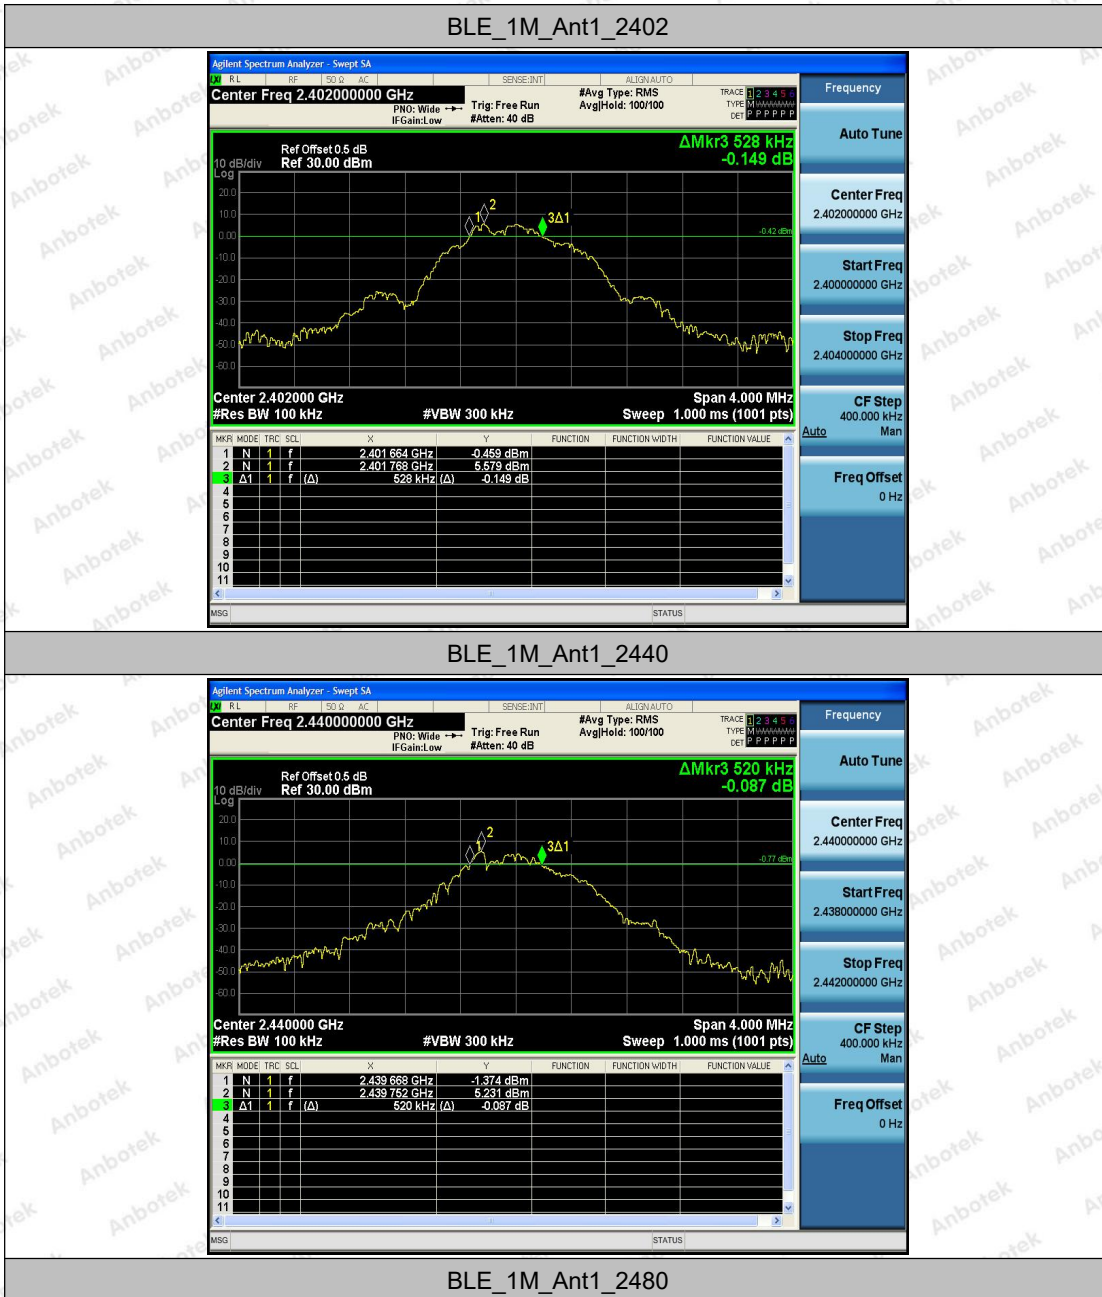 BLE_1M_Ant1_2402
Agilent Spectrum Analyzer - Swept SA
LXI RL RF 50 Ω AC SENSE:INT ALIGNAUTO
Center Freq 2.402000000 GHz
PNO: Wide
IFGain:Low
Trig: Free Run
#Atten: 40 dB
#Avg Type: RMS
Avg|Hold: 100/100
TRACE 1 2 3 4 5 6
TYPE M
DET P P P P P P
ΔMkr3 528 kHz
-0.149 dB
Ref Offset 0.5 dB
10 dB/div Ref 30.00 dBm
Log
20.0
10.0
0.00
-10.0
-20.0
-30.0
-40.0
-50.0
-60.0
1
2
3Δ1
-0.42 dBm
Center 2.402000 GHz Span 4.000 MHz
#Res BW 100 kHz #VBW 300 kHz Sweep 1.000 ms (1001 pts)
MKR MODE TRC SCL X Y FUNCTION FUNCTION WIDTH FUNCTION VALUE
1 N 1 f 2.401 664 GHz -0.459 dBm
2 N 1 f 2.401 768 GHz 5.579 dBm
3 Δ1 1 f (Δ) 528 kHz (Δ) -0.149 dB
4
5
6
7
8
9
10
11
MSG STATUS
Frequency
Auto Tune
Center Freq
2.402000000 GHz
Start Freq
2.400000000 GHz
Stop Freq
2.404000000 GHz
CF Step
400.000 kHz
Auto Man
Freq Offset
0 Hz
BLE_1M_Ant1_2440
Agilent Spectrum Analyzer - Swept SA
LXI RL RF 50 Ω AC SENSE:INT ALIGNAUTO
Center Freq 2.440000000 GHz
PNO: Wide
IFGain:Low
Trig: Free Run
#Atten: 40 dB
#Avg Type: RMS
Avg|Hold: 100/100
TRACE 1 2 3 4 5 6
TYPE M
DET P P P P P P
ΔMkr3 520 kHz
-0.087 dB
Ref Offset 0.5 dB
10 dB/div Ref 30.00 dBm
Log
20.0
10.0
0.00
-10.0
-20.0
-30.0
-40.0
-50.0
-60.0
1
2
3Δ1
-0.77 dBm
Center 2.440000 GHz Span 4.000 MHz
#Res BW 100 kHz #VBW 300 kHz Sweep 1.000 ms (1001 pts)
MKR MODE TRC SCL X Y FUNCTION FUNCTION WIDTH FUNCTION VALUE
1 N 1 f 2.439 668 GHz -1.374 dBm
2 N 1 f 2.439 752 GHz 5.231 dBm
3 Δ1 1 f (Δ) 520 kHz (Δ) -0.087 dB
4
5
6
7
8
9
10
11
MSG STATUS
Frequency
Auto Tune
Center Freq
2.440000000 GHz
Start Freq
2.438000000 GHz
Stop Freq
2.442000000 GHz
CF Step
400.000 kHz
Auto Man
Freq Offset
0 Hz
BLE_1M_Ant1_2480